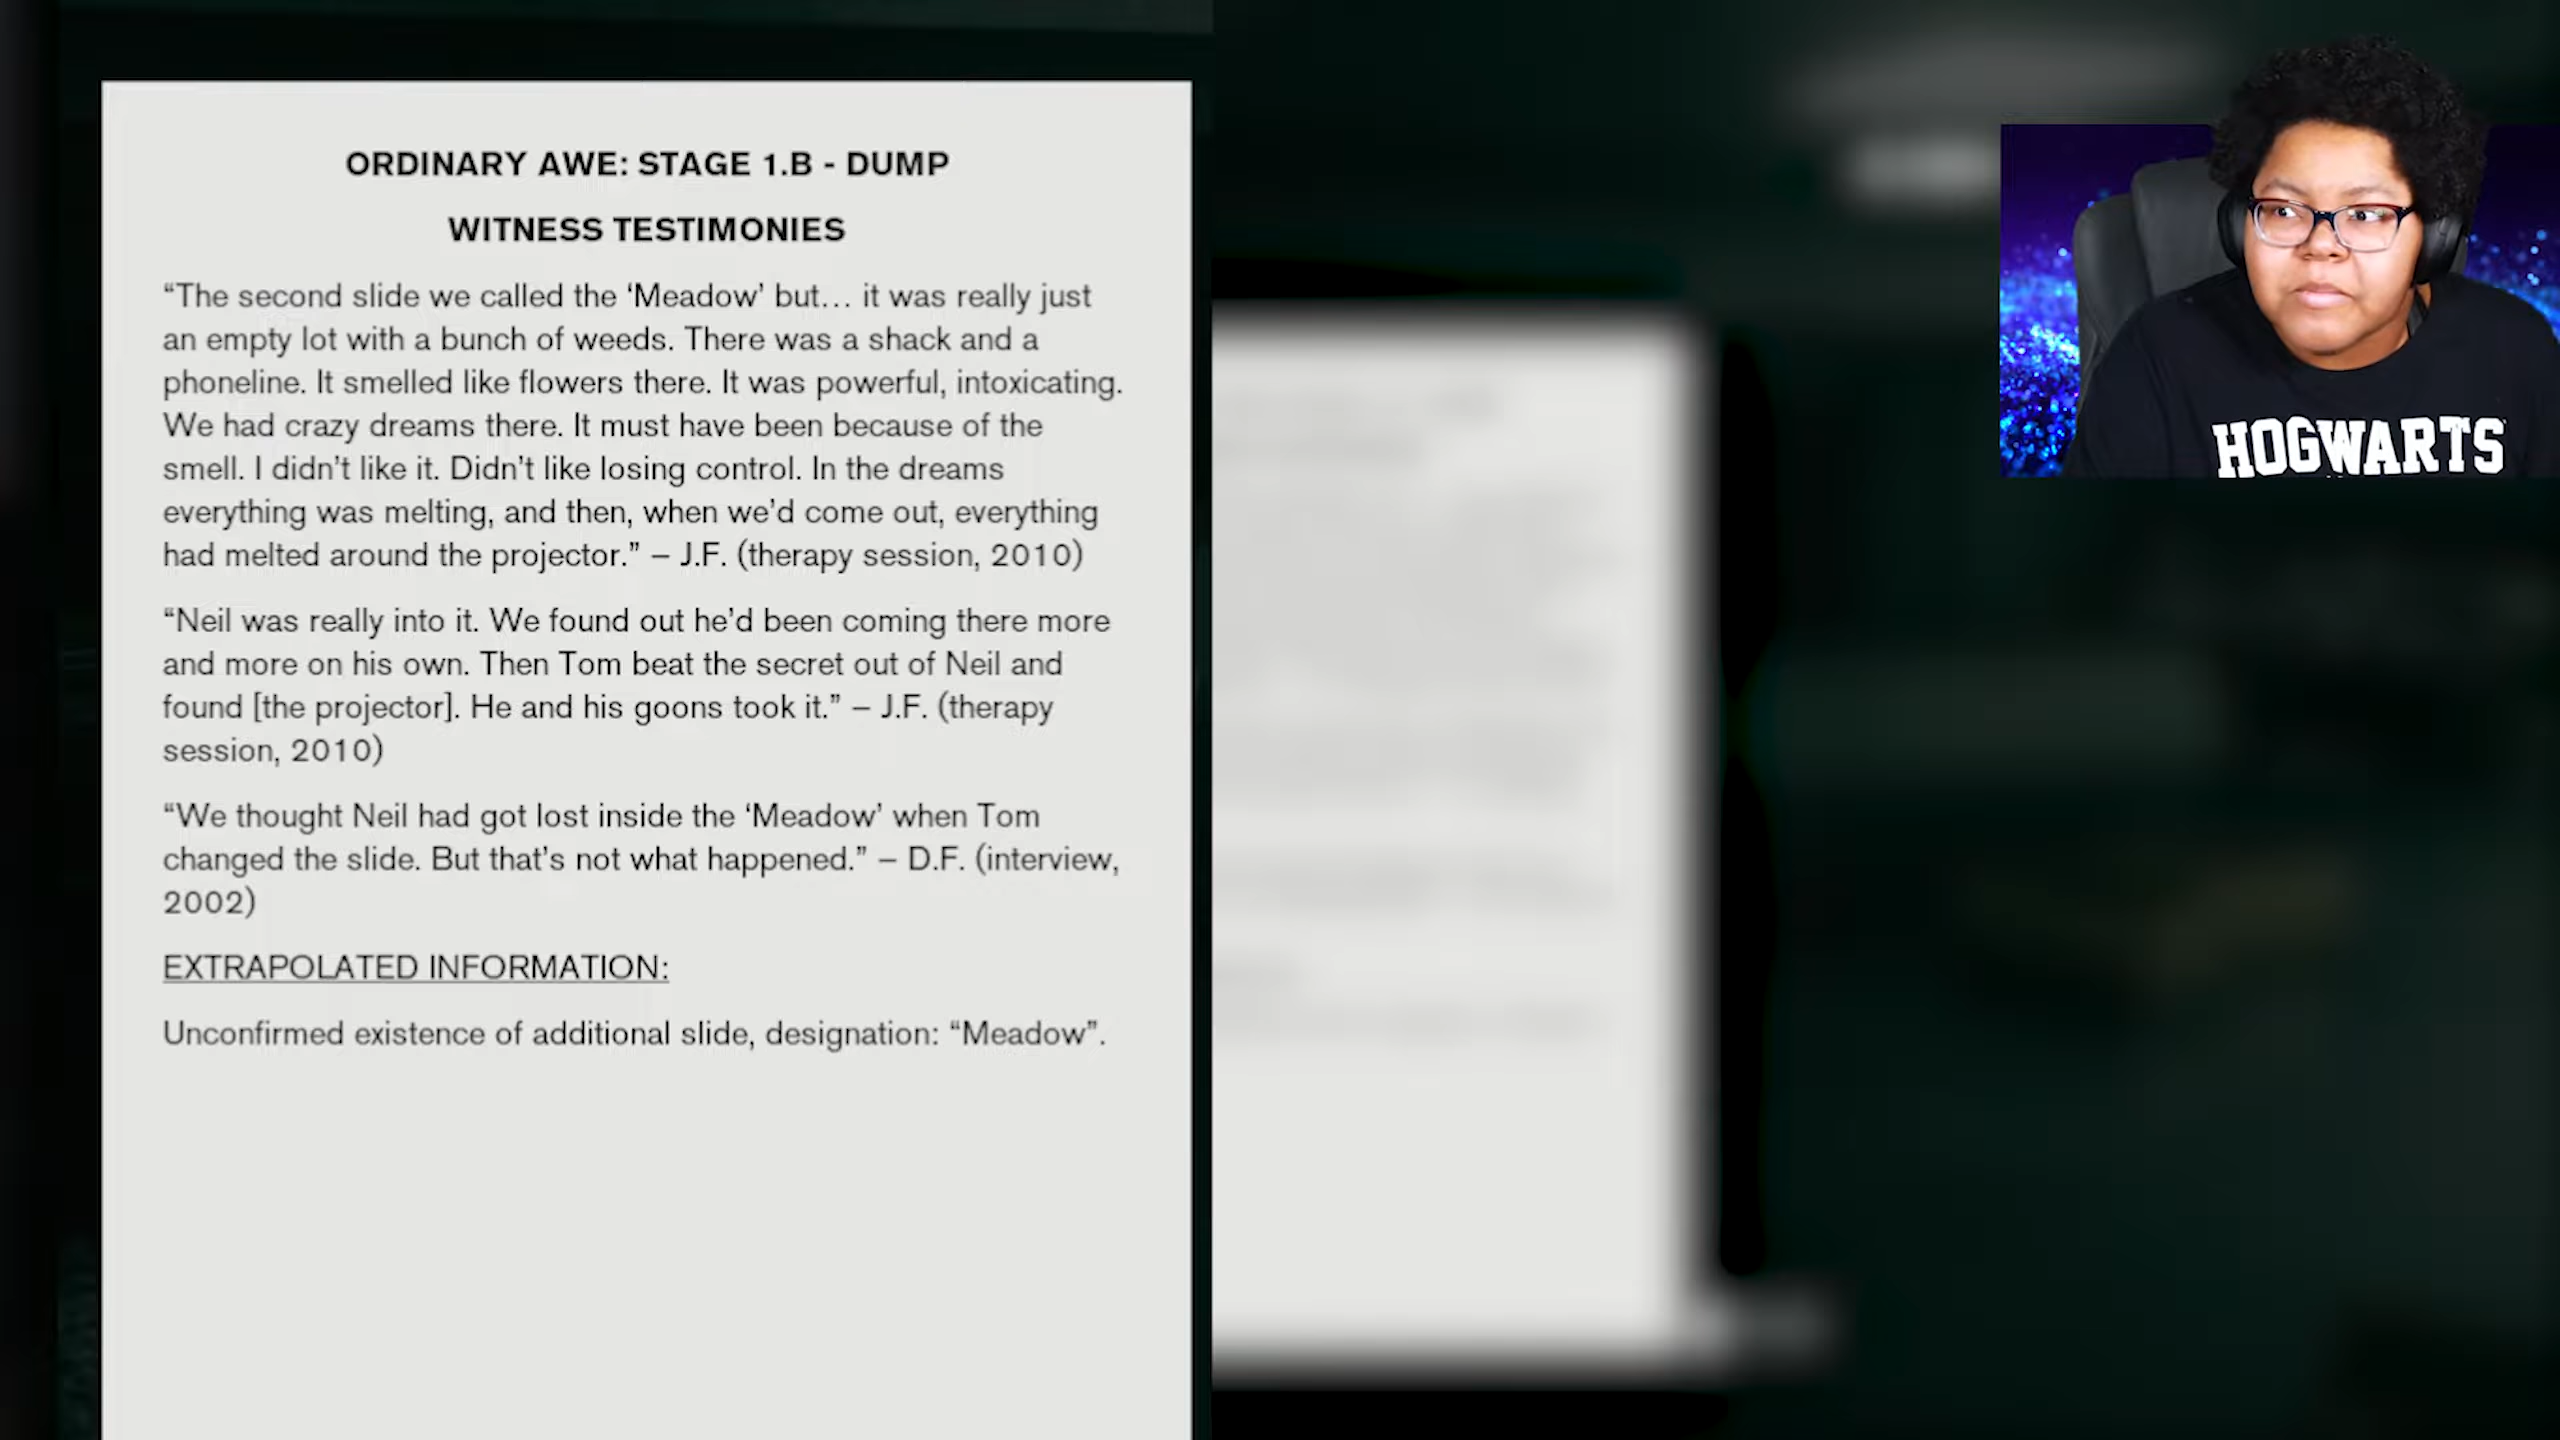 ORDINARY AWE: STAGE 1.B - DUMP
WITNESS TESTIMONIES
“The second slide we called the ‘Meadow’ but... it was really just
an empty lot with a bunch of weeds. There was a shack and a
phoneline. It smelled like flowers there. It was powerful, intoxicating.
We had crazy dreams there. It must have been because of the
smell. I didn’t like it. Didn’t like losing control. In the dreams
everything was melting, and then, when we’d come out, everything
had melted around the projector.” – J.F. (therapy session, 2010)
“Neil was really into it. We found out he’d been coming there more
and more on his own. Then Tom beat the secret out of Neil and
found [the projector]. He and his goons took it.” – J.F. (therapy
session, 2010)
“We thought Neil had got lost inside the ‘Meadow’ when Tom
changed the slide. But that’s not what happened.” – D.F. (interview,
2002)
EXTRAPOLATED INFORMATION:
Unconfirmed existence of additional slide, designation: “Meadow”.
HOGWARTS